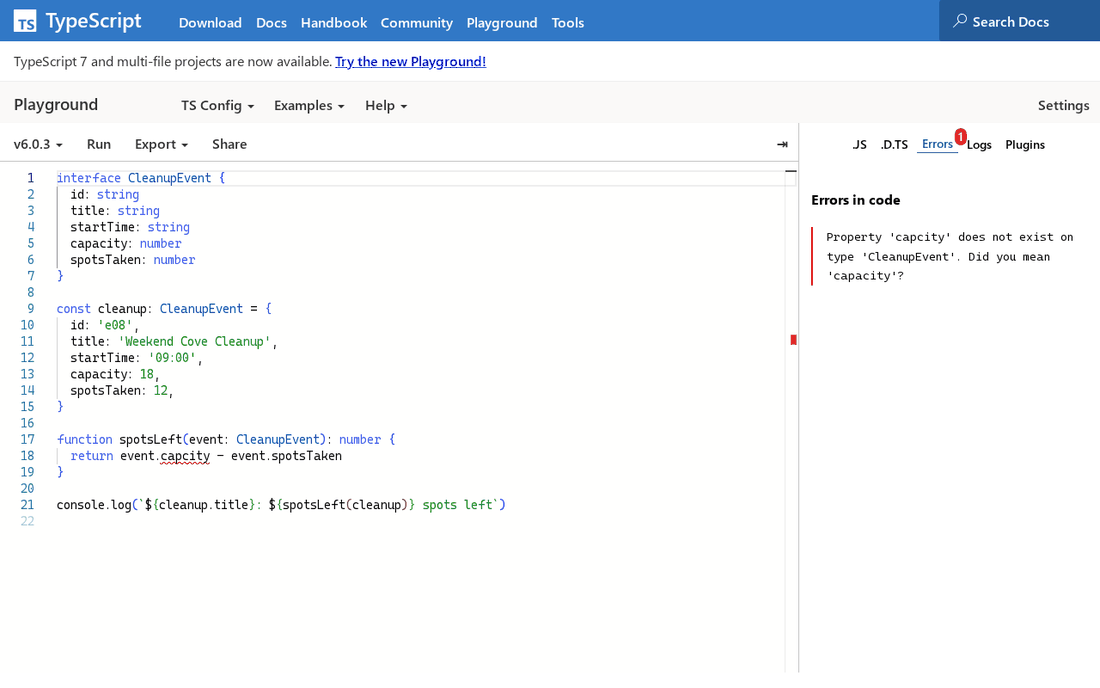 TS TypeScript Download Docs Handbook Community Playground Tools Search Docs
TypeScript 7 and multi-file projects are now available. Try the new Playground!
Playground TS Config Examples Help Settings
v6.0.3 Run Export Share .JS .D.TS Errors 1 Logs Plugins
Errors in code
Property 'capcity' does not exist on
type 'CleanupEvent'. Did you mean
'capacity'?
1 interface CleanupEvent {
2 id: string
3 title: string
4 startTime: string
5 capacity: number
6 spotsTaken: number
7 }
8
9 const cleanup: CleanupEvent = {
10 id: 'e08',
11 title: 'Weekend Cove Cleanup',
12 startTime: '09:00',
13 capacity: 18,
14 spotsTaken: 12,
15 }
16
17 function spotsLeft(event: CleanupEvent): number {
18 return event.capcity - event.spotsTaken
19 }
20
21 console.log(`${cleanup.title}: ${spotsLeft(cleanup)} spots left`)
22